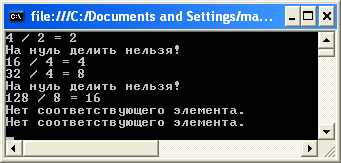 file:///C:/Documents and Settings/ma...
4 / 2 = 2
На нуль делить нельзя!
16 / 4 = 4
32 / 4 = 8
На нуль делить нельзя!
128 / 8 = 16
Нет соответствующего элемента.
Нет соответствующего элемента.